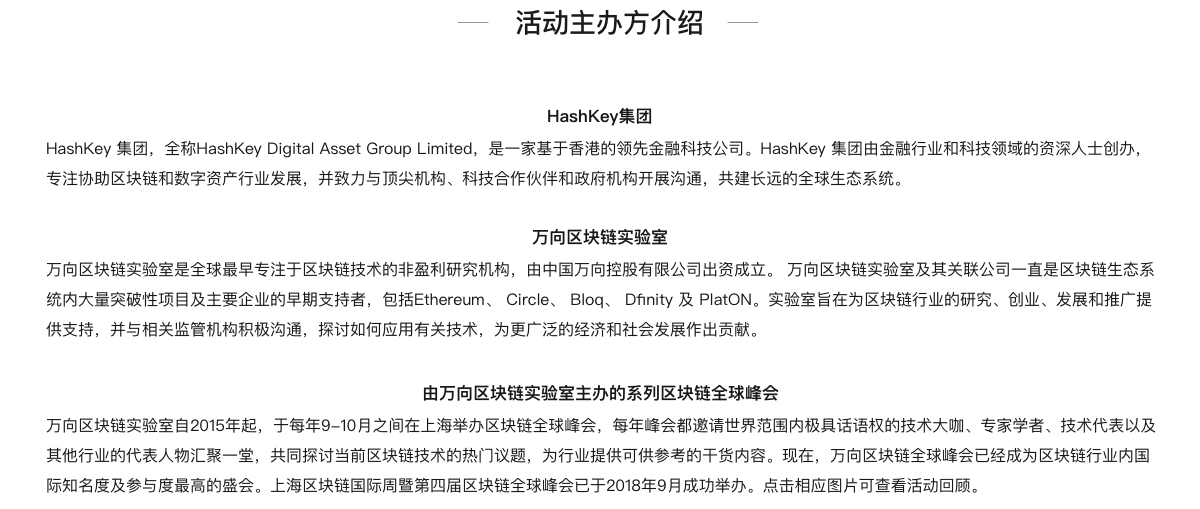 活动主办方介绍
HashKey集团
HashKey 集团，全称HashKey Digital Asset Group Limited，是一家基于香港的领先金融科技公司。HashKey 集团由金融行业和科技领域的资深人士创办，
专注协助区块链和数字资产行业发展，并致力与顶尖机构、科技合作伙伴和政府机构开展沟通，共建长远的全球生态系统。
万向区块链实验室
万向区块链实验室是全球最早专注于区块链技术的非盈利研究机构，由中国万向控股有限公司出资成立。 万向区块链实验室及其关联公司一直是区块链生态系
统内大量突破性项目及主要企业的早期支持者，包括Ethereum、 Circle、 Bloq、 Dfinity 及 PlatON。实验室旨在为区块链行业的研究、创业、发展和推广提
供支持，并与相关监管机构积极沟通，探讨如何应用有关技术，为更广泛的经济和社会发展作出贡献。
由万向区块链实验室主办的系列区块链全球峰会
万向区块链实验室自2015年起，于每年9–10月之间在上海举办区块链全球峰会，每年峰会都邀请世界范围内极具话语权的技术大咖、专家学者、技术代表以及
其他行业的代表人物汇聚一堂，共同探讨当前区块链技术的热门议题，为行业提供可供参考的干货内容。现在，万向区块链全球峰会已经成为区块链行业内国
际知名度及参与度最高的盛会。上海区块链国际周暨第四届区块链全球峰会已于2018年9月成功举办。点击相应图片可查看活动回顾。